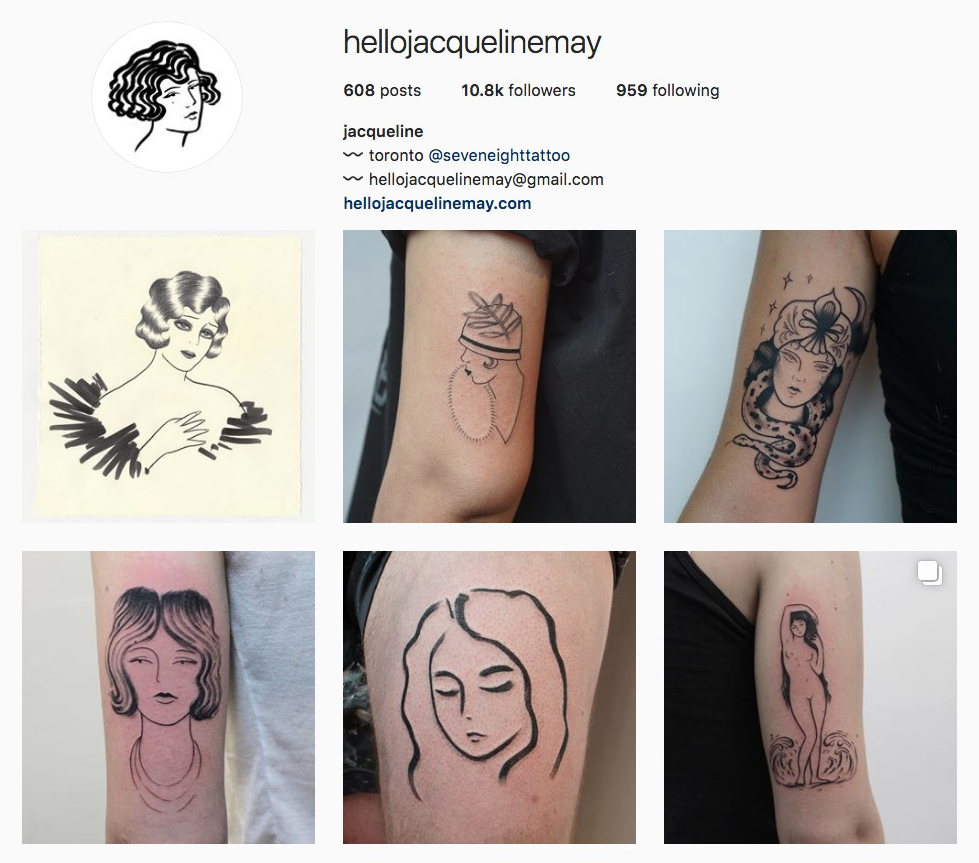 hellojacquelinemay
608 posts 10.8k followers 959 following
jacqueline
toronto @seveneighttattoo
hellojacquelinemay@gmail.com
hellojacquelinemay.com